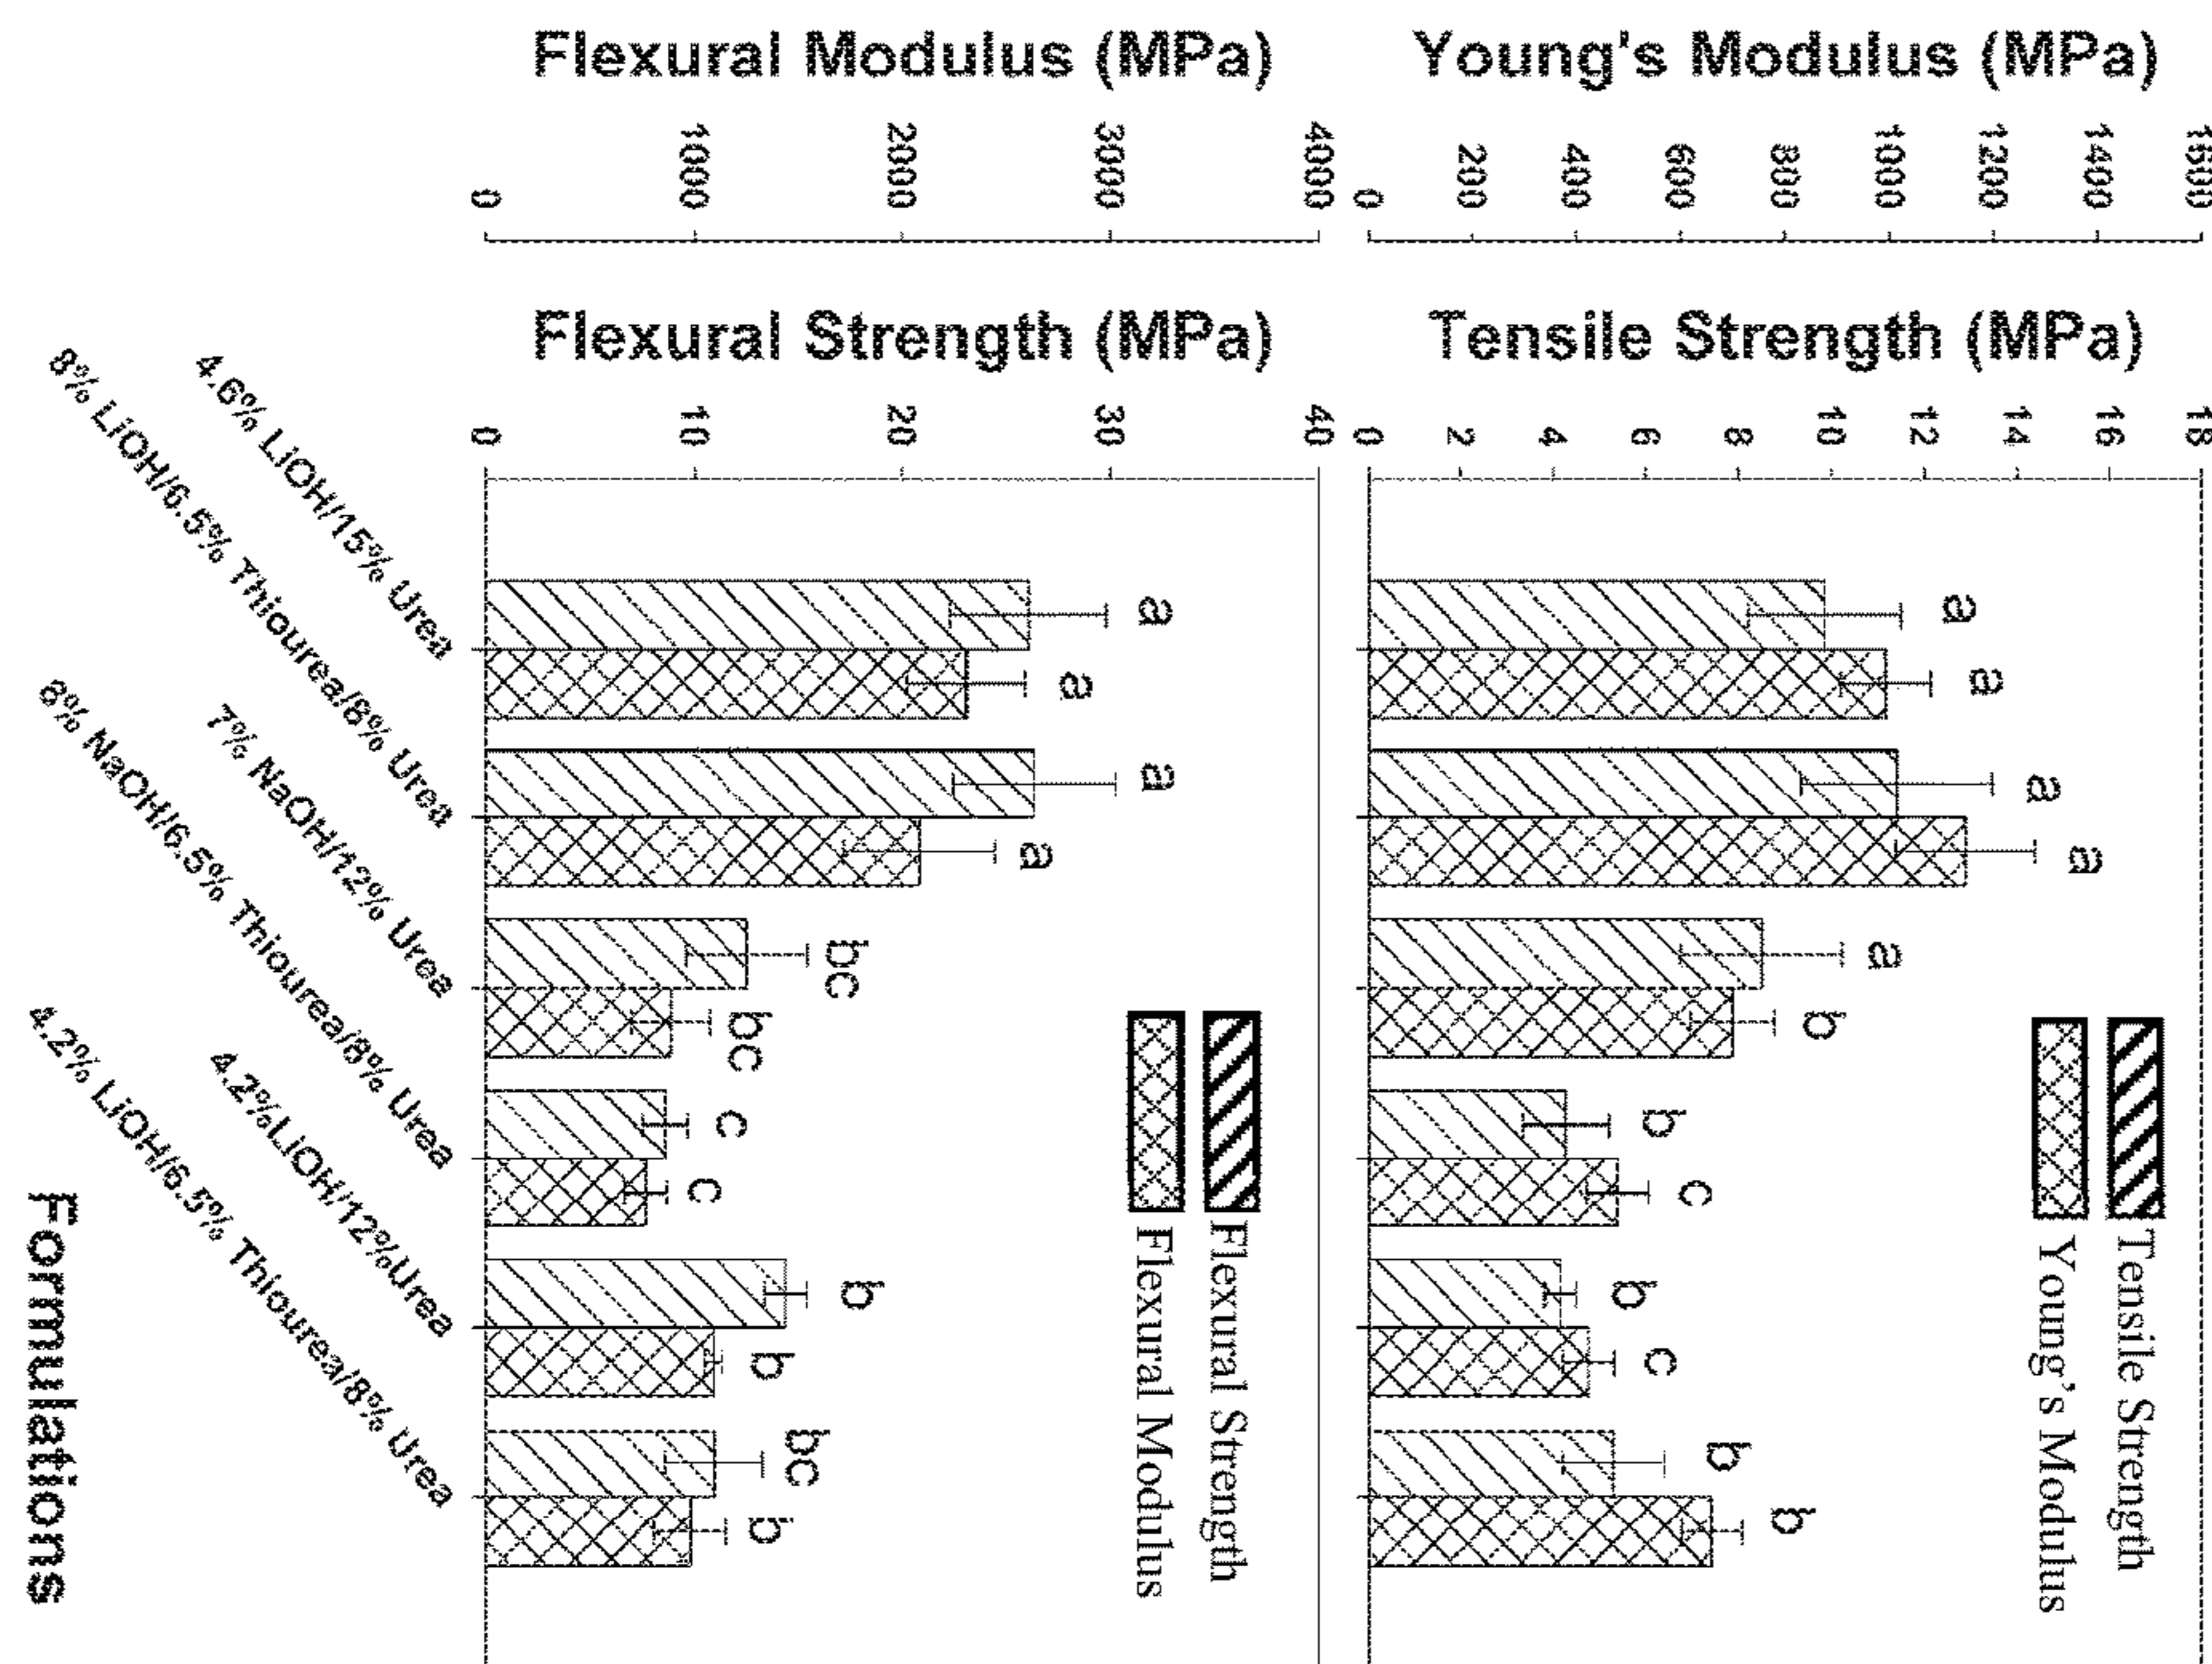 Young's Modulus (MPa)
1600
1400
1200
1000
800
600
400
200
0
Tensile Strength (MPa)
18
16
14
12
10
8
6
4
2
0
Tensile Strength
Young's Modulus
a
a
a
a
a
b
b
c
b
c
b
b
Flexural Modulus (MPa)
4000
3000
2000
1000
0
Flexural Strength (MPa)
40
30
20
10
0
Flexural Strength
Flexural Modulus
a
a
a
a
bc
bc
c
c
b
b
bc
b
4.6% LiOH/15% Urea
8% LiOH/6.5% Thiourea/8% Urea
7% NaOH/12% Urea
8% NaOH/6.5% Thiourea/8% Urea
4.2%LiOH/12%Urea
4.2% LiOH/6.5% Thiourea/8% Urea
Formulations